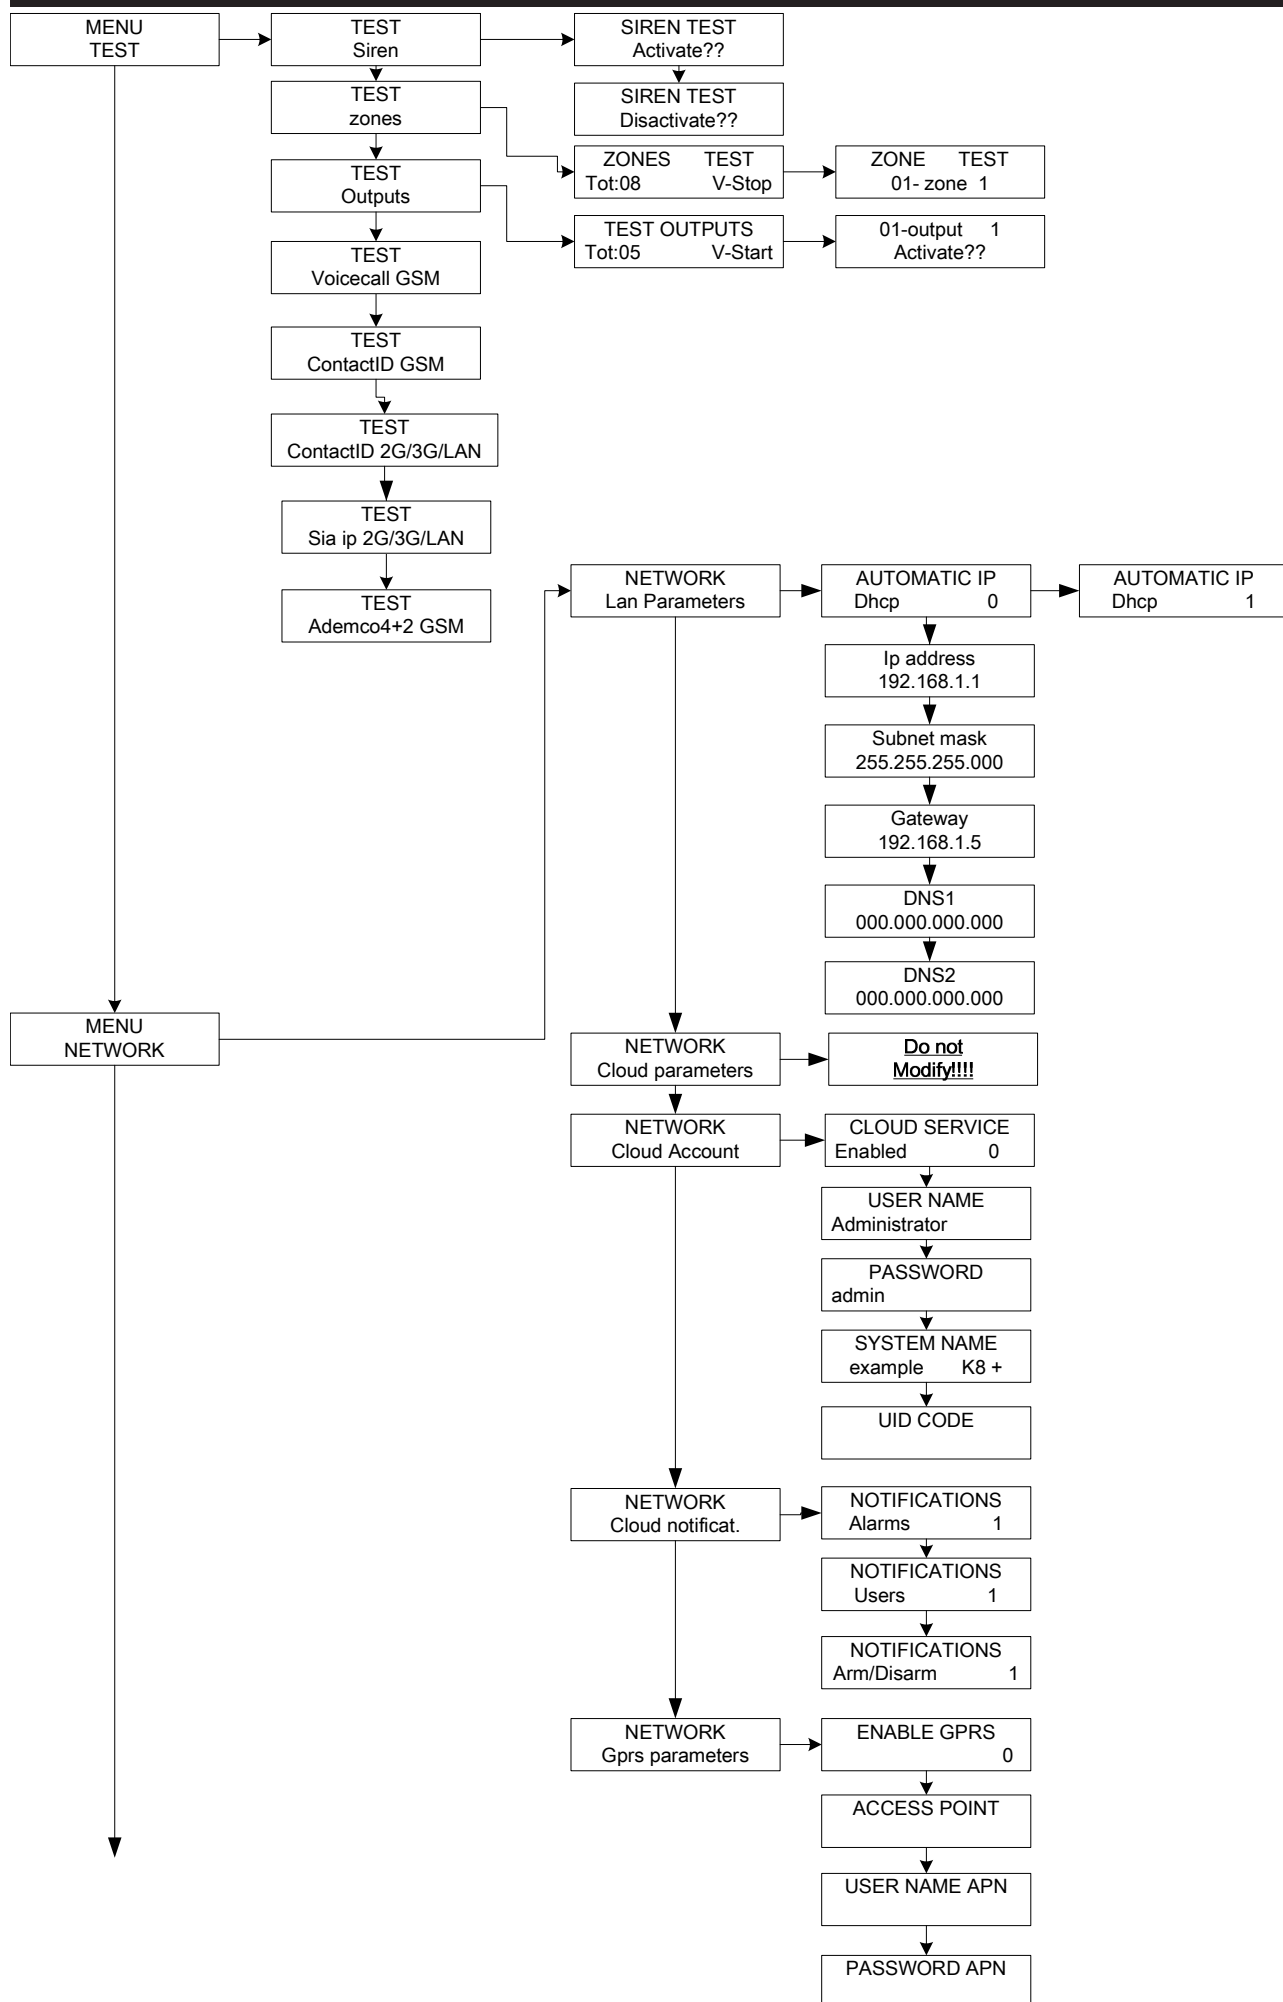 MENU
TEST
TEST
Siren
SIREN TEST
Activate??
SIREN TEST
Disactivate??
TEST
zones
ZONES TEST
Tot:08 V-Stop
ZONE TEST
01- zone 1
TEST
Outputs
TEST OUTPUTS
Tot:05 V-Start
01-output 1
Activate??
TEST
Voicecall GSM
TEST
ContactID GSM
TEST
ContactID 2G/3G/LAN
TEST
Sia ip 2G/3G/LAN
TEST
Ademco4+2 GSM
MENU
NETWORK
NETWORK
Lan Parameters
AUTOMATIC IP
Dhcp 0
AUTOMATIC IP
Dhcp 1
Ip address
192.168.1.1
Subnet mask
255.255.255.000
Gateway
192.168.1.5
DNS1
000.000.000.000
DNS2
000.000.000.000
NETWORK
Cloud parameters
Do not
Modify!!!!
NETWORK
Cloud Account
CLOUD SERVICE
Enabled 0
USER NAME
Administrator
PASSWORD
admin
SYSTEM NAME
example K8 +
UID CODE
NETWORK
Cloud notificat.
NOTIFICATIONS
Alarms 1
NOTIFICATIONS
Users 1
NOTIFICATIONS
Arm/Disarm 1
NETWORK
Gprs parameters
ENABLE GPRS
0
ACCESS POINT
USER NAME APN
PASSWORD APN